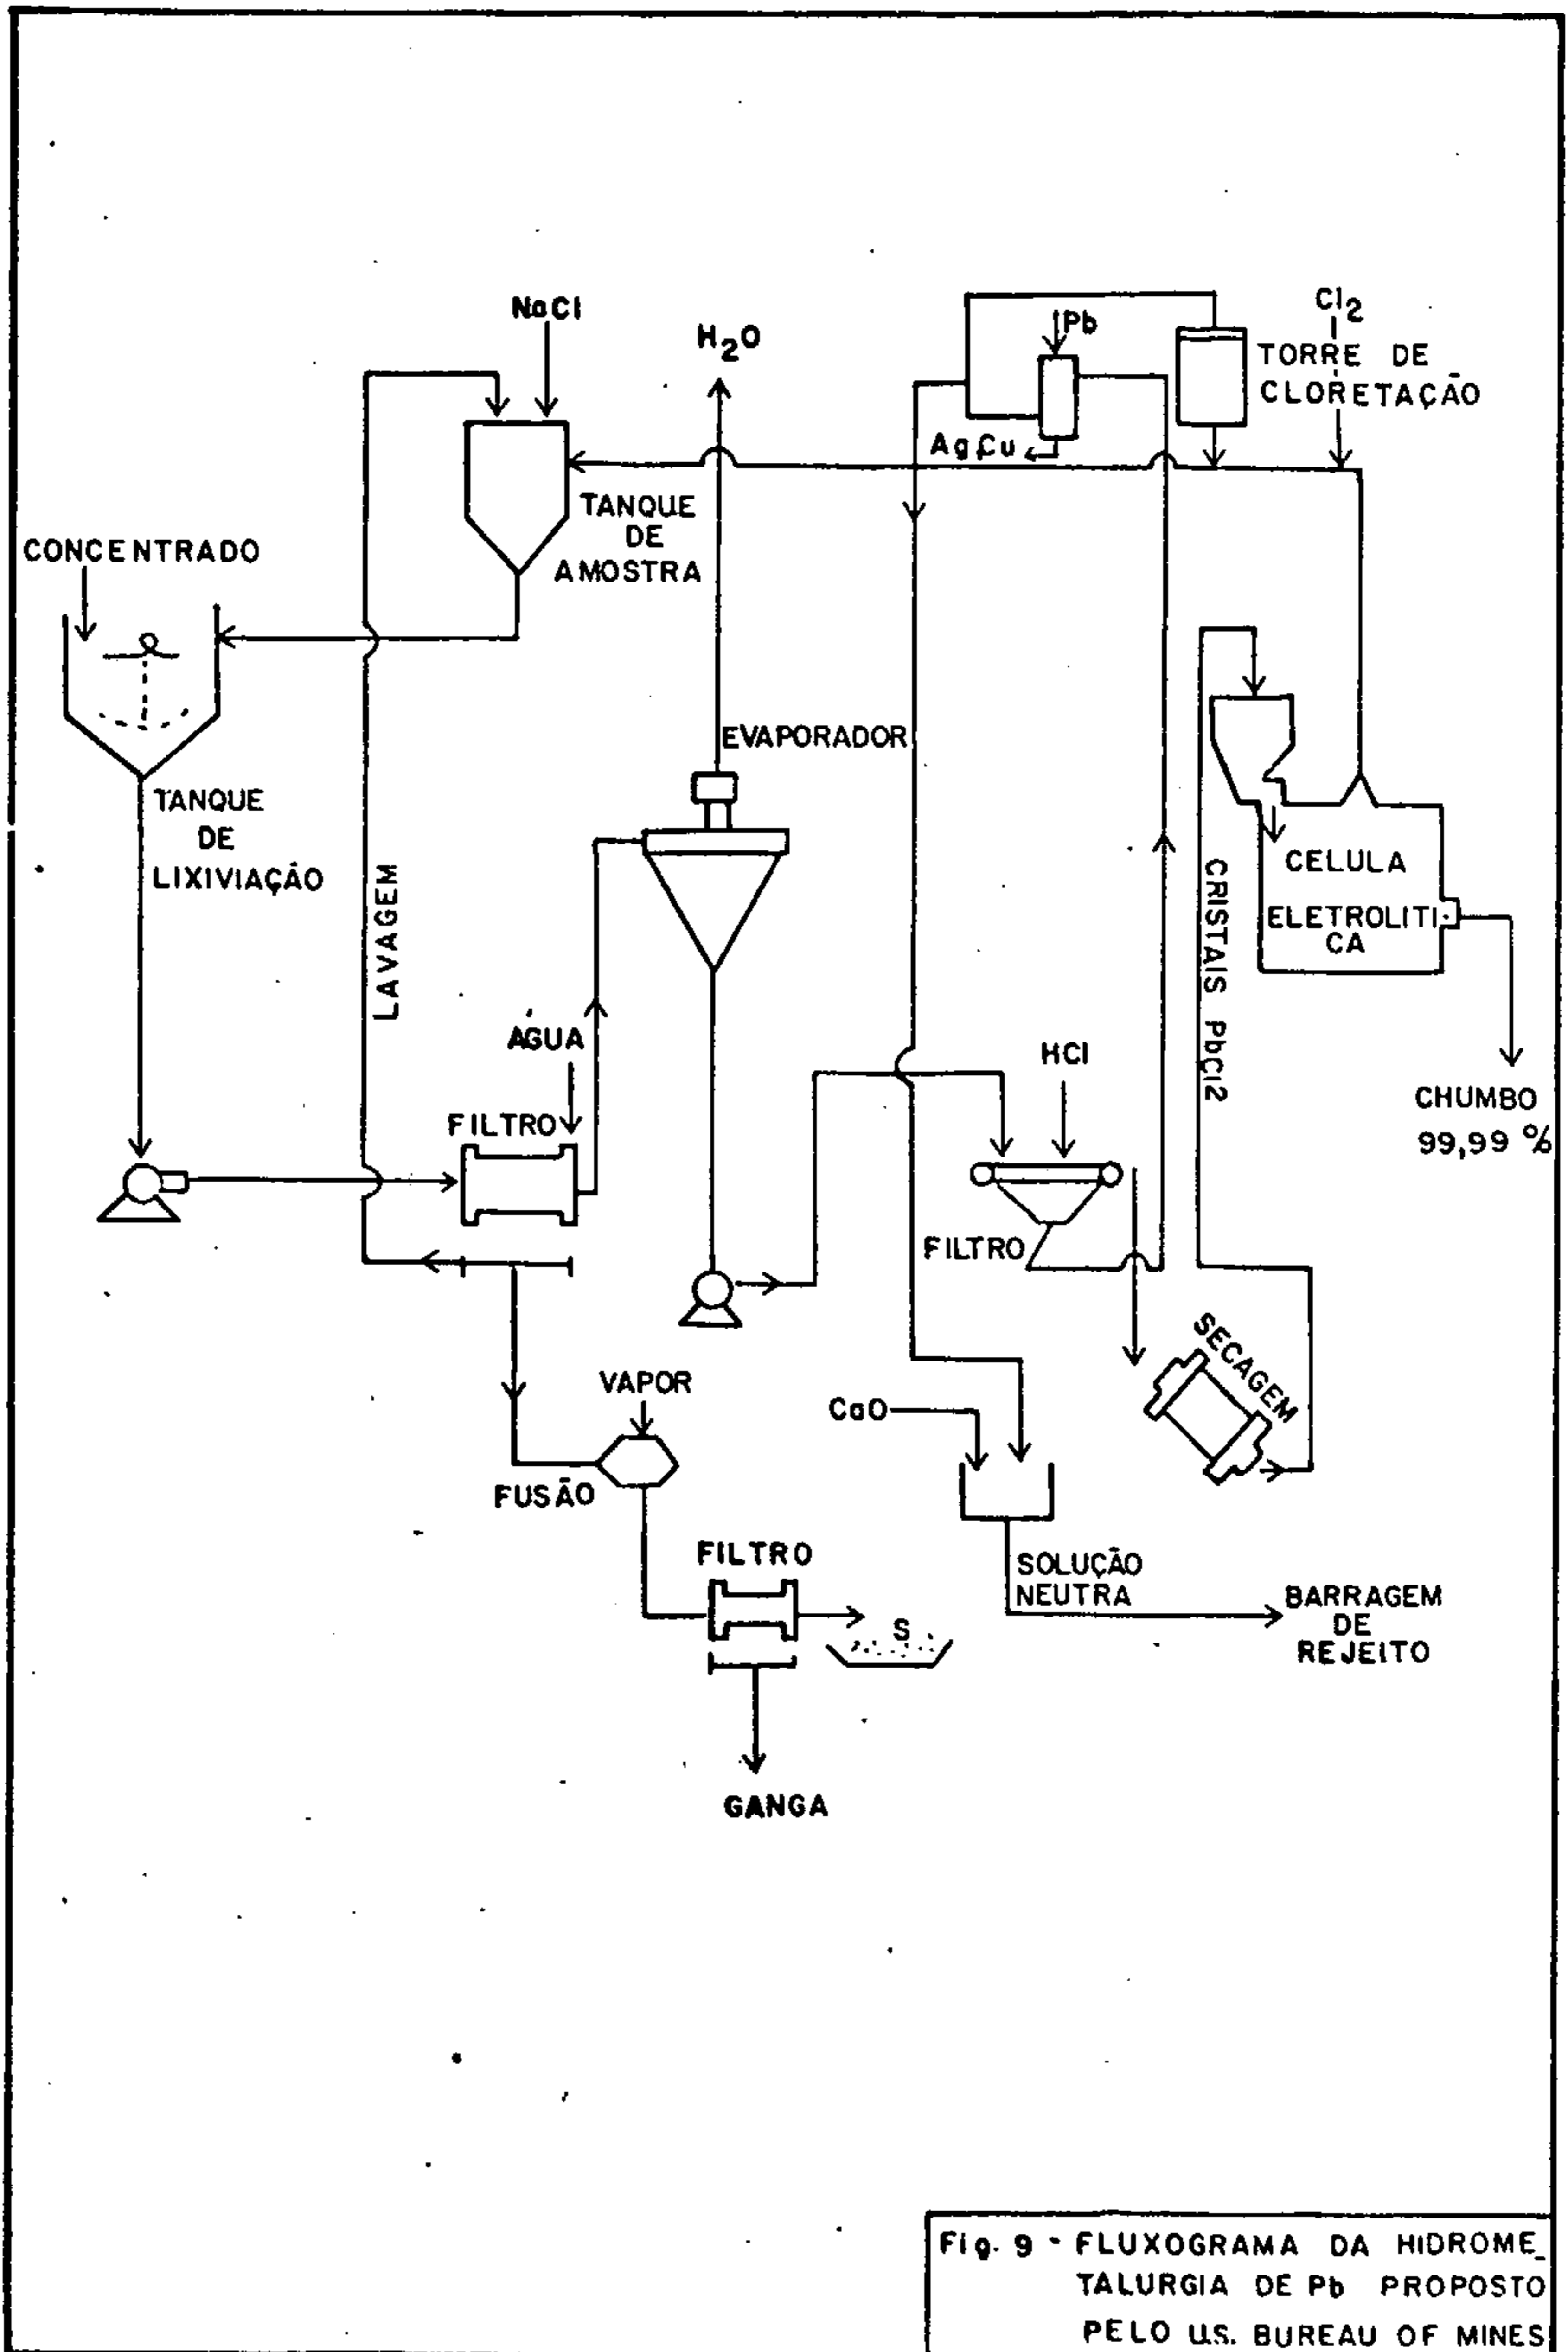 NaCl
H2O
Pb
Cl2
TORRE DE
CLORETAÇÃO
Ag,Cu
TANQUE
DE
AMOSTRA
CONCENTRADO
EVAPORADOR
TANQUE
DE
LIXIVIAÇÃO
LAVAGEM
CELULA
ELETROLITI-
CA
CRISTAIS PbCl2
ÁGUA
HCl
CHUMBO
99,99 %
FILTRO
FILTRO
SECAGEM
VAPOR
CaO
FUSÃO
FILTRO
SOLUÇÃO
NEUTRA
S
BARRAGEM
DE
REJEITO
GANGA
Fig. 9 - FLUXOGRAMA DA HIDROME_
TALURGIA DE Pb PROPOSTO
PELO U.S. BUREAU OF MINES